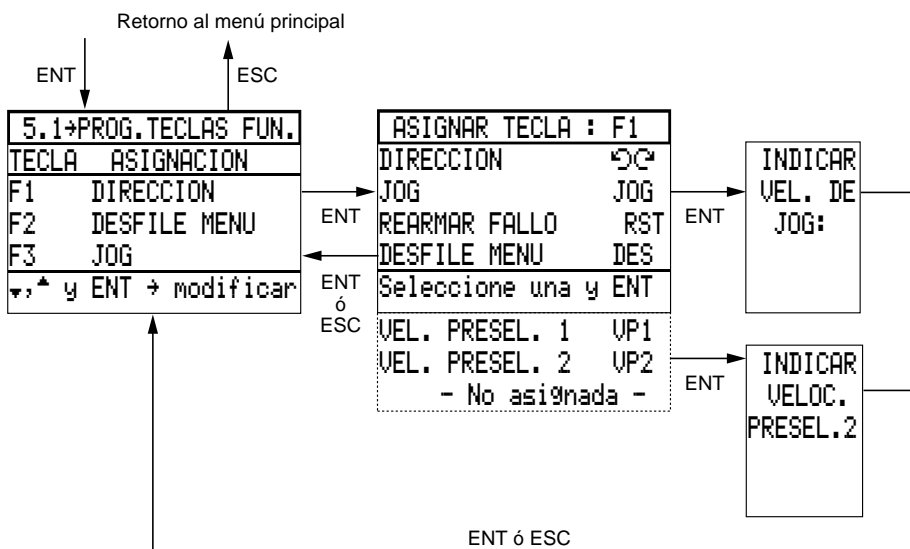 Retorno al menú principal
ENT
ESC
5.1→PROG.TECLAS FUN.
TECLA ASIGNACION
F1 DIRECCION
F2 DESFILE MENU
F3 JOG
▾,▴ y ENT → modificar
ENT
ENT
ó
ESC
ASIGNAR TECLA : F1
DIRECCION ↶↷
JOG JOG
REARMAR FALLO RST
DESFILE MENU DES
Seleccione una y ENT
VEL. PRESEL. 1 VP1
VEL. PRESEL. 2 VP2
- No asignada -
ENT
INDICAR
VEL. DE
JOG:
ENT
INDICAR
VELOC.
PRESEL.2
ENT ó ESC